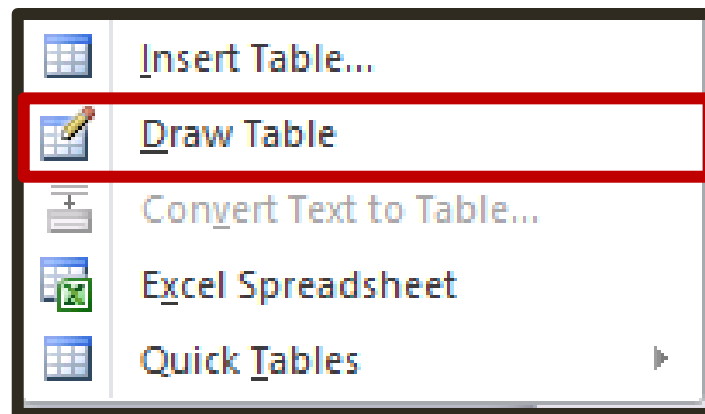 Insert Table...
Draw Table
Convert Text to Table...
Excel Spreadsheet
Quick Tables